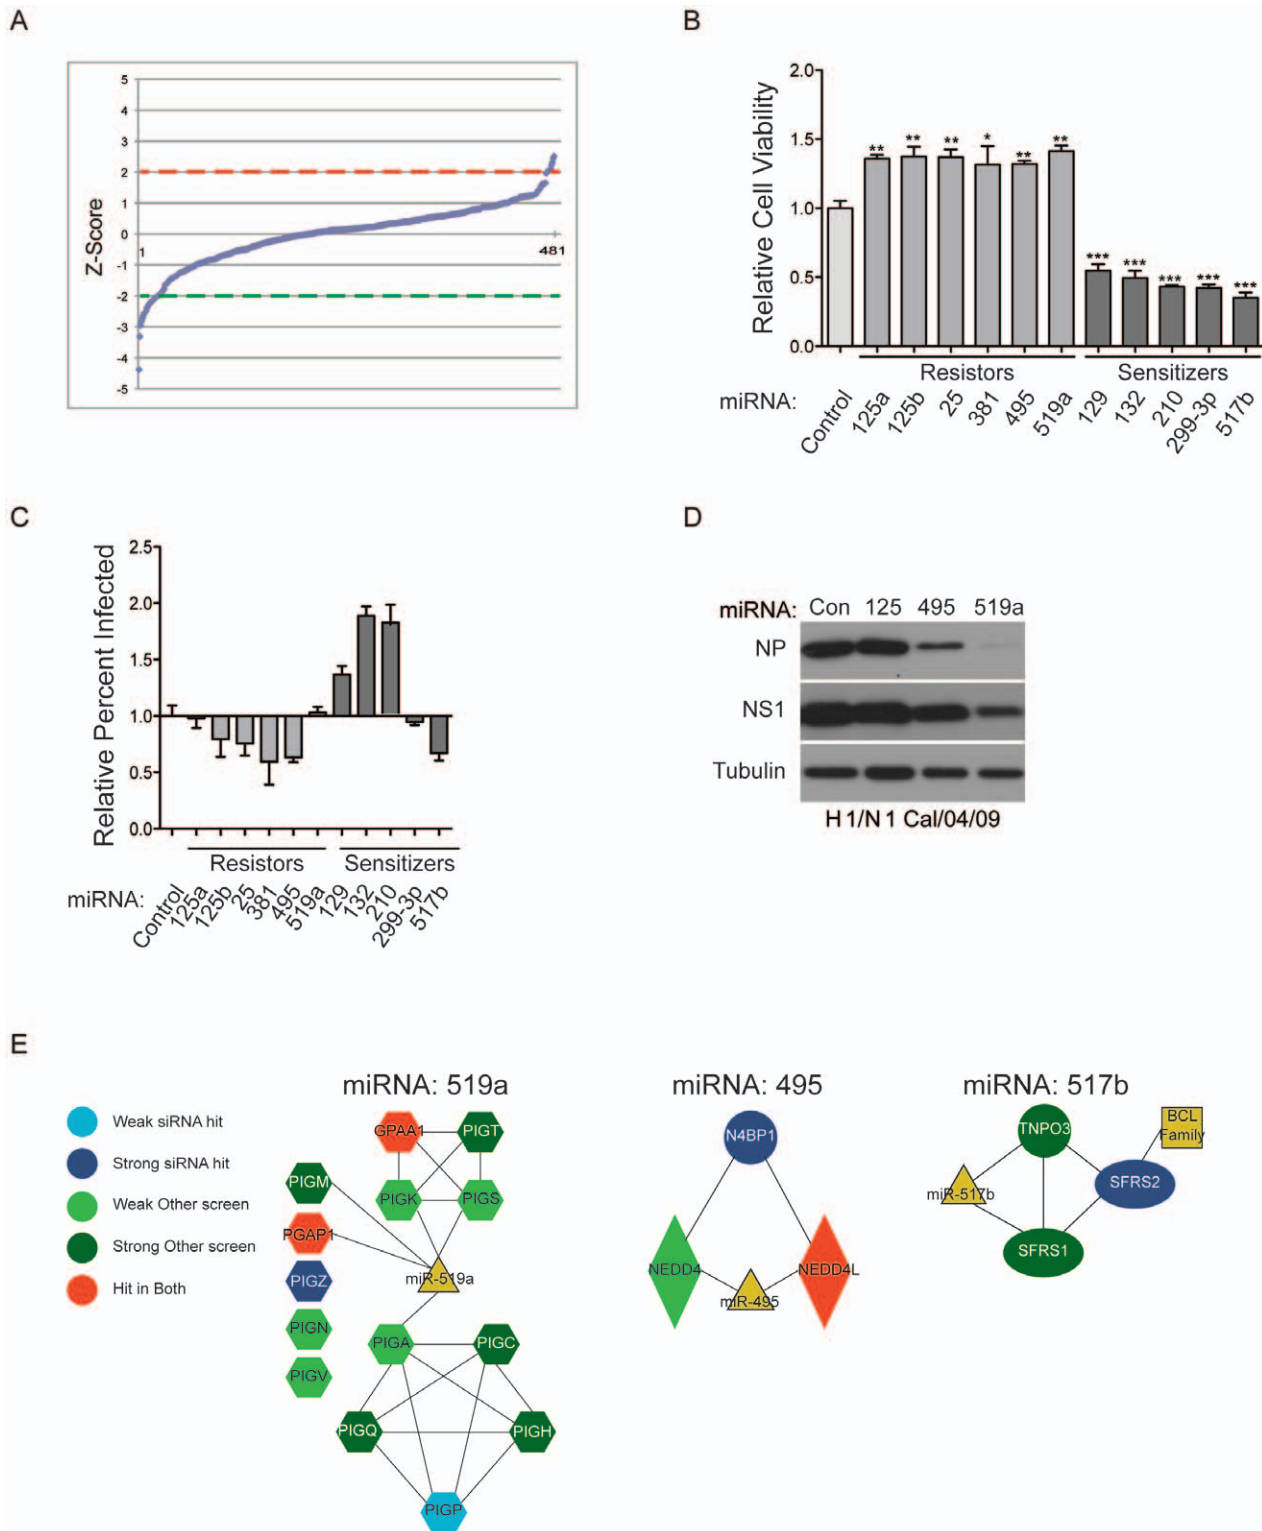 A
5
4
3
2
1
0
-1
-2
-3
-4
-5
Z-Score
1
481
B
2.0
1.5
1.0
0.5
0.0
Relative Cell Viability
** ** ** * ** ** *** *** *** *** ***
Resistors Sensitizers
miRNA: Control 125a 125b 25 381 495 519a 129 132 210 299-3p 517b
C
2.5
2.0
1.5
1.0
0.5
0.0
Relative Percent Infected
Resistors Sensitizers
miRNA: Control 125a 125b 25 381 495 519a 129 132 210 299-3p 517b
D
miRNA: Con 125 495 519a
NP
NS1
Tubulin
H1/N1 Cal/04/09
E
Weak siRNA hit
Strong siRNA hit
Weak Other screen
Strong Other screen
Hit in Both
miRNA: 519a
GPAA1 PIGT
PIGM PIGK PIGS
PGAP1
PIGZ miR-519a
PIGN
PIGA PIGC
PIGV
PIGQ PIGH
PIGP
miRNA: 495
N4BP1
NEDD4 NEDD4L
miR-495
miRNA: 517b
BCL
Family
TNPO3
miR-517b SFRS2
SFRS1